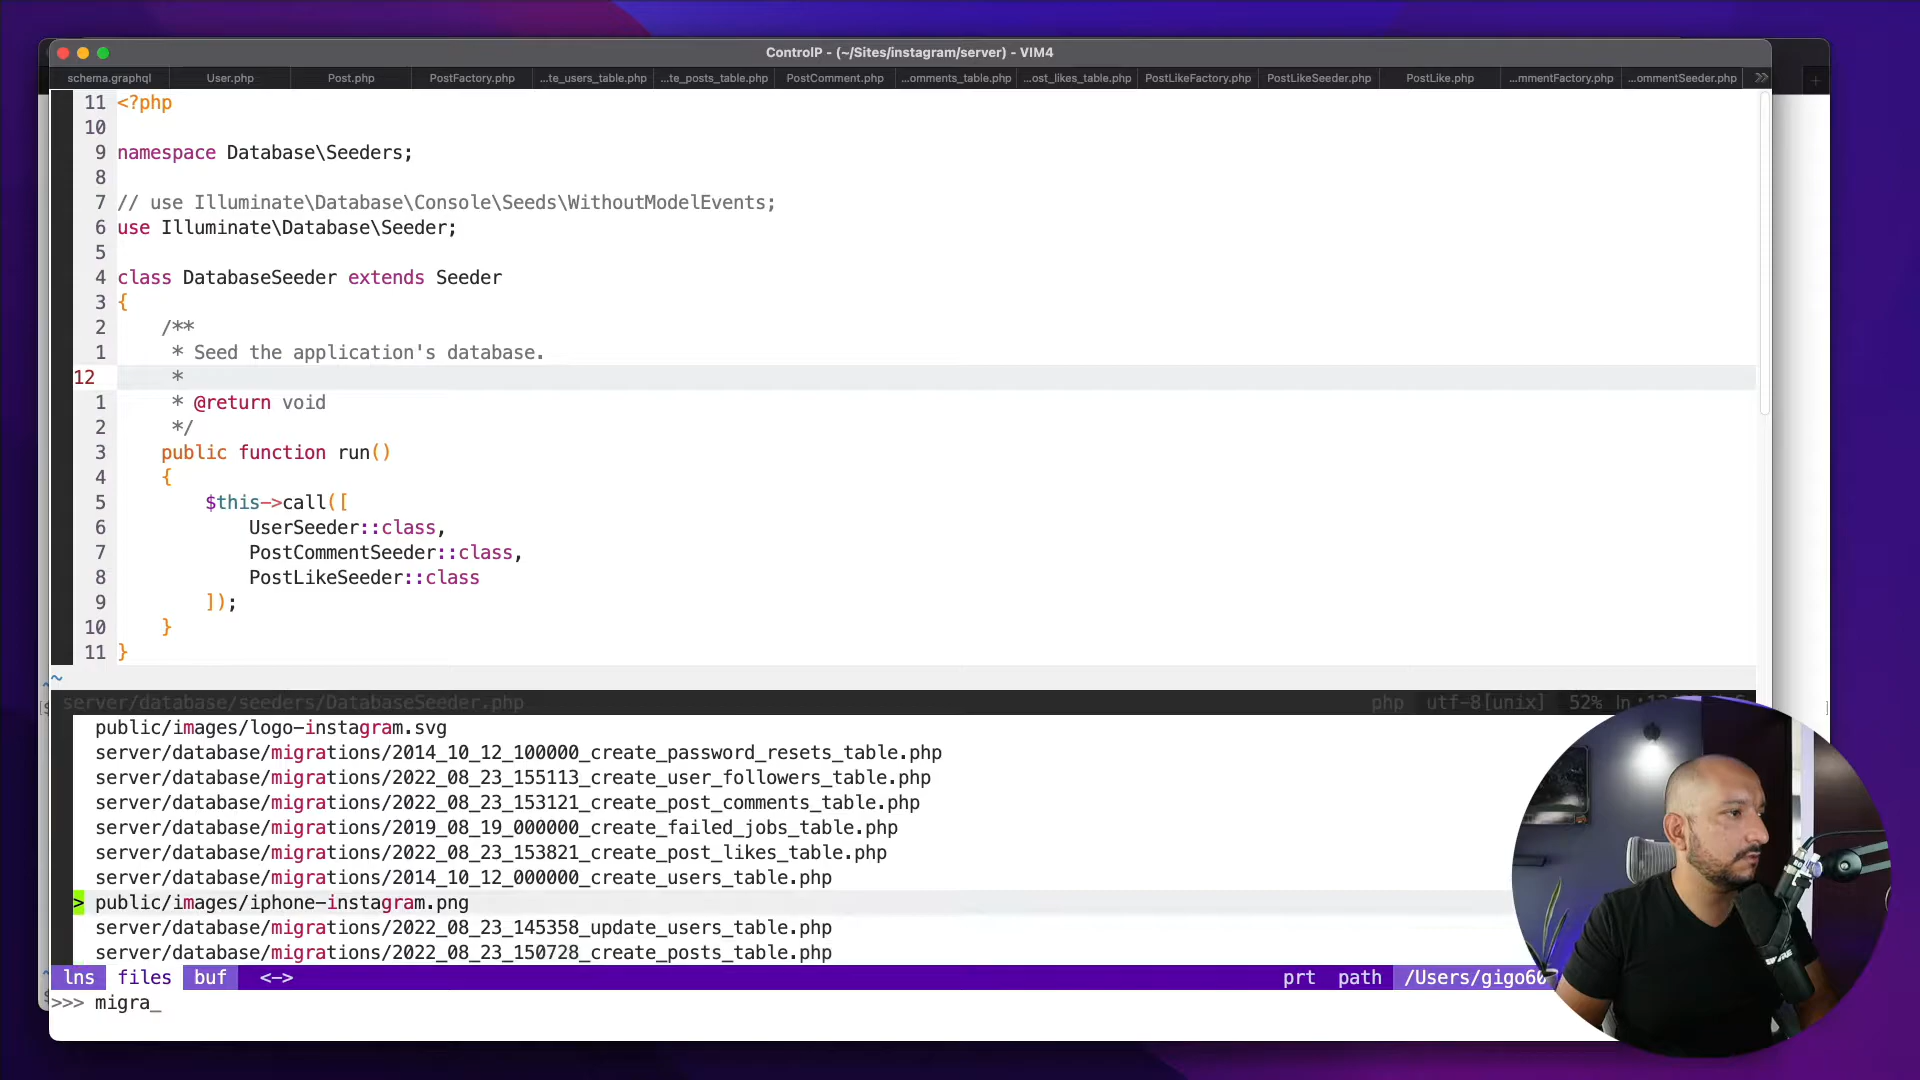 ControlP - (~/Sites/instagram/server) - VIM4
schema.graphql User.php Post.php PostFactory.php ...te_users_table.php ...te_posts_table.php PostComment.php ...omments_table.php ...ost_likes_table.php PostLikeFactory.php PostLikeSeeder.php PostLike.php ...mmentFactory.php ...ommentSeeder.php
11 <?php
10
9 namespace Database\Seeders;
8
7 // use Illuminate\Database\Console\Seeds\WithoutModelEvents;
6 use Illuminate\Database\Seeder;
5
4 class DatabaseSeeder extends Seeder
3 {
2 /**
1 * Seed the application's database.
12 *
1 * @return void
2 */
3 public function run()
4 {
5 $this->call([
6 UserSeeder::class,
7 PostCommentSeeder::class,
8 PostLikeSeeder::class
9 ]);
10 }
11 }
~
server/database/seeders/DatabaseSeeder.php php utf-8[unix] 52%
public/images/logo-instagram.svg
server/database/migrations/2014_10_12_100000_create_password_resets_table.php
server/database/migrations/2022_08_23_155113_create_user_followers_table.php
server/database/migrations/2022_08_23_153121_create_post_comments_table.php
server/database/migrations/2019_08_19_000000_create_failed_jobs_table.php
server/database/migrations/2022_08_23_153821_create_post_likes_table.php
server/database/migrations/2014_10_12_000000_create_users_table.php
> public/images/iphone-instagram.png
server/database/migrations/2022_08_23_145358_update_users_table.php
server/database/migrations/2022_08_23_150728_create_posts_table.php
lns files buf <-> prt path /Users/gigo60
>>> migra_